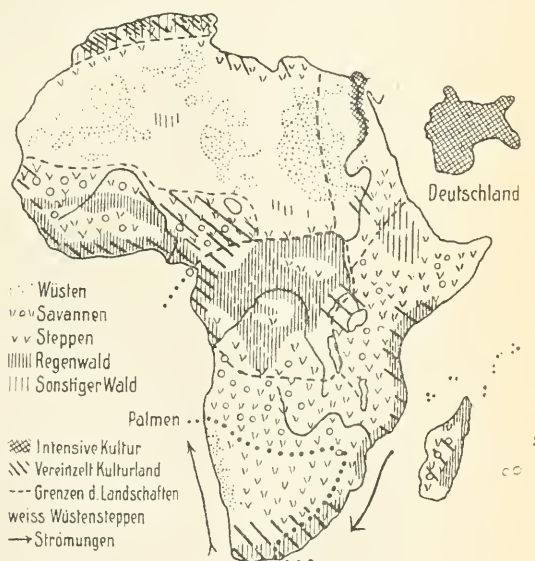 Deutschland
Wüsten
Savannen
Steppen
Regenwald
Sonstiger Wald
Palmen
Intensive Kultur
Vereinzelt Kulturland
Grenzen d. Landschaften
weiss Wüstensteppen
Strömungen